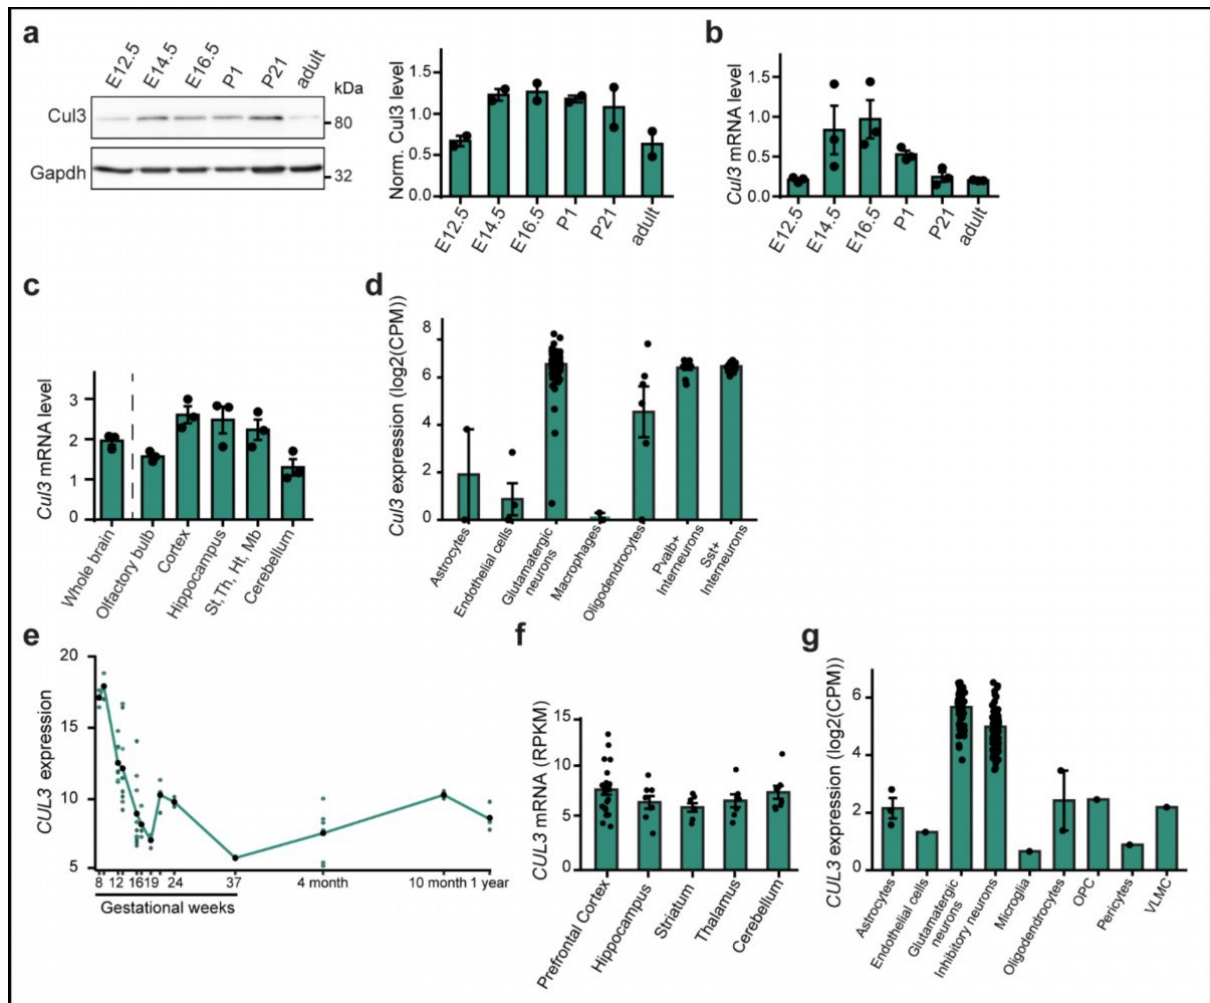 a
E12.5 E14.5 E16.5 P1 P21 adult
kDa
Cul3
80
Gapdh
32
Norm. Cul3 level
1.5
1.0
0.5
0.0
E12.5 E14.5 E16.5 P1 P21 adult
b
Cul3 mRNA level
1.5
1.0
0.5
0.0
E12.5 E14.5 E16.5 P1 P21 adult
c
Cul3 mRNA level
3
2
1
0
Whole brain Olfactory bulb Cortex Hippocampus St, Th, Ht, Mb Cerebellum
d
Cul3 expression (log2(CPM))
8
6
4
2
0
Astrocytes Endothelial cells Glutamatergic neurons Macrophages Oligodendrocytes Pvalb+ Interneurons Sst+ Interneurons
e
CUL3 expression
20
15
10
5
8 12 16 19 24 37 4 month 10 month 1 year
Gestational weeks
f
CUL3 mRNA (RPKM)
15
10
5
0
Prefrontal Cortex Hippocampus Striatum Thalamus Cerebellum
g
CUL3 expression (log2(CPM))
6
4
2
0
Astrocytes Endothelial cells Glutamatergic neurons Inhibitory neurons Microglia Oligodendrocytes OPC Pericytes VLMC